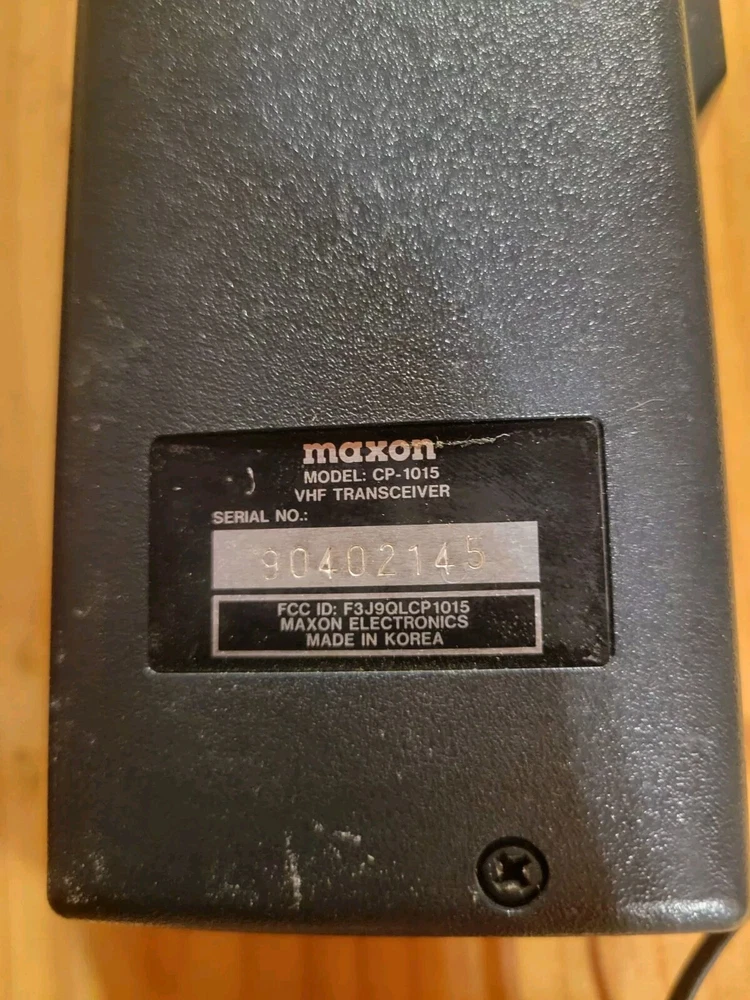 maxon
MODEL: CP-1015
VHF TRANSCEIVER
SERIAL NO.:
90402145
FCC ID: F3J9QLCP1015
MAXON ELECTRONICS
MADE IN KOREA